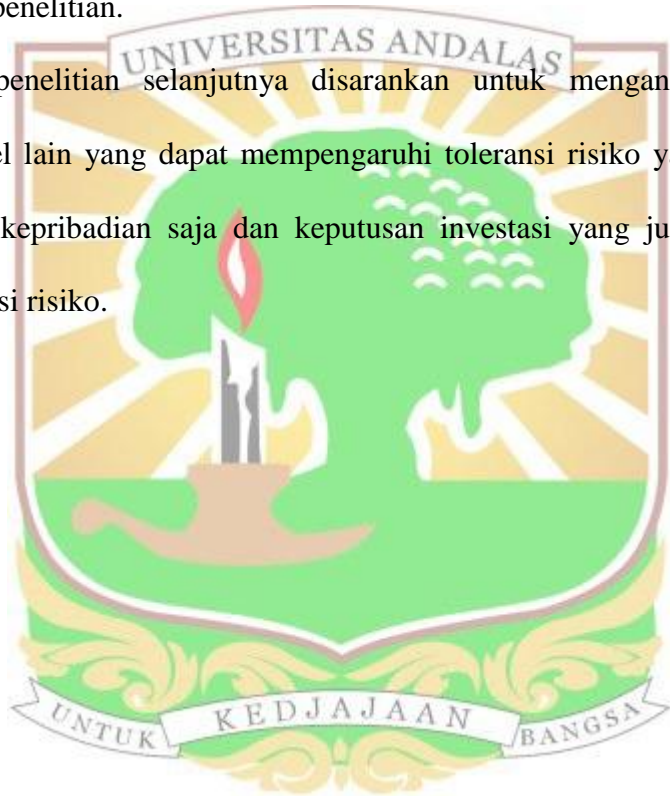 penelitian.
UNIVERSITAS ANDALAS
penelitian selanjutnya disarankan untuk mengan
el lain yang dapat mempengaruhi toleransi risiko ya
kepribadian saja dan keputusan investasi yang ju
si risiko.
UNTUK KEDJAJAAN BANGSA